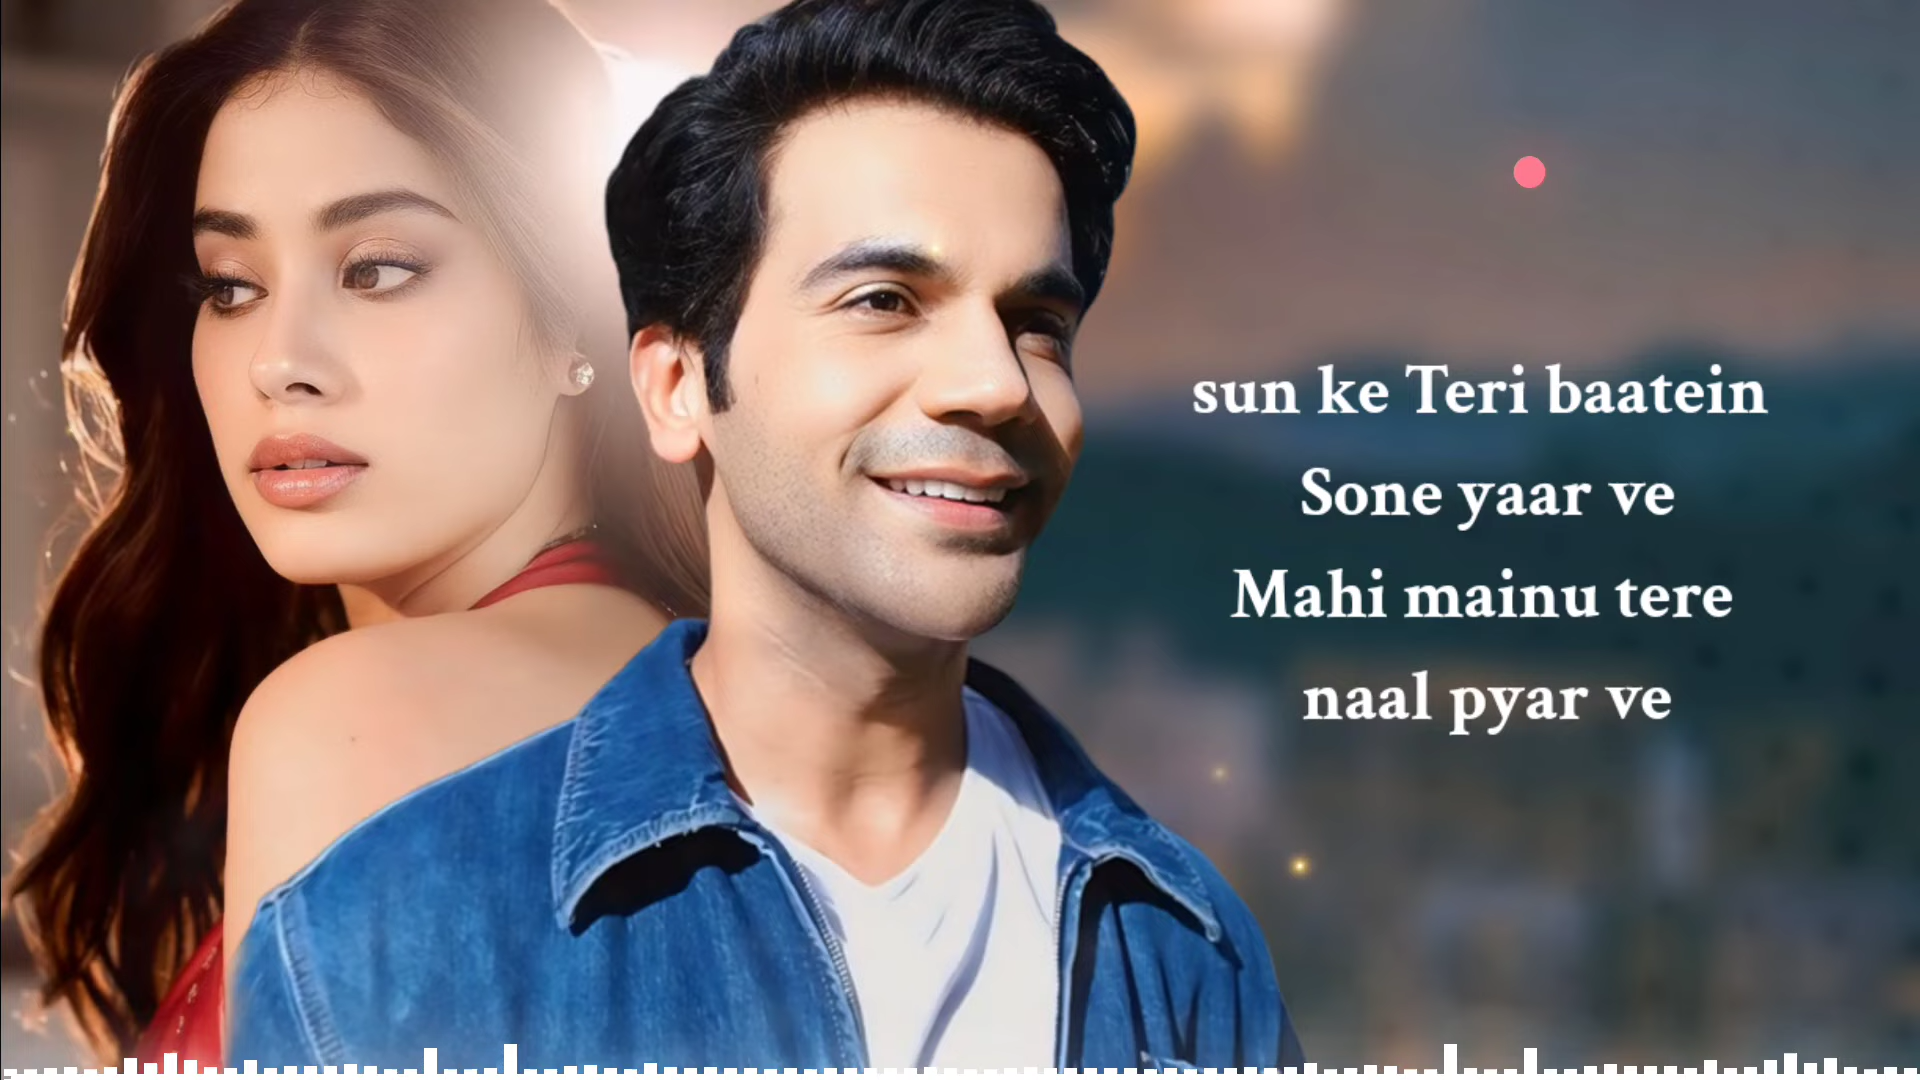 sun ke Teri baatein
Sone yaar ve
Mahi mainu tere
naal pyar ve